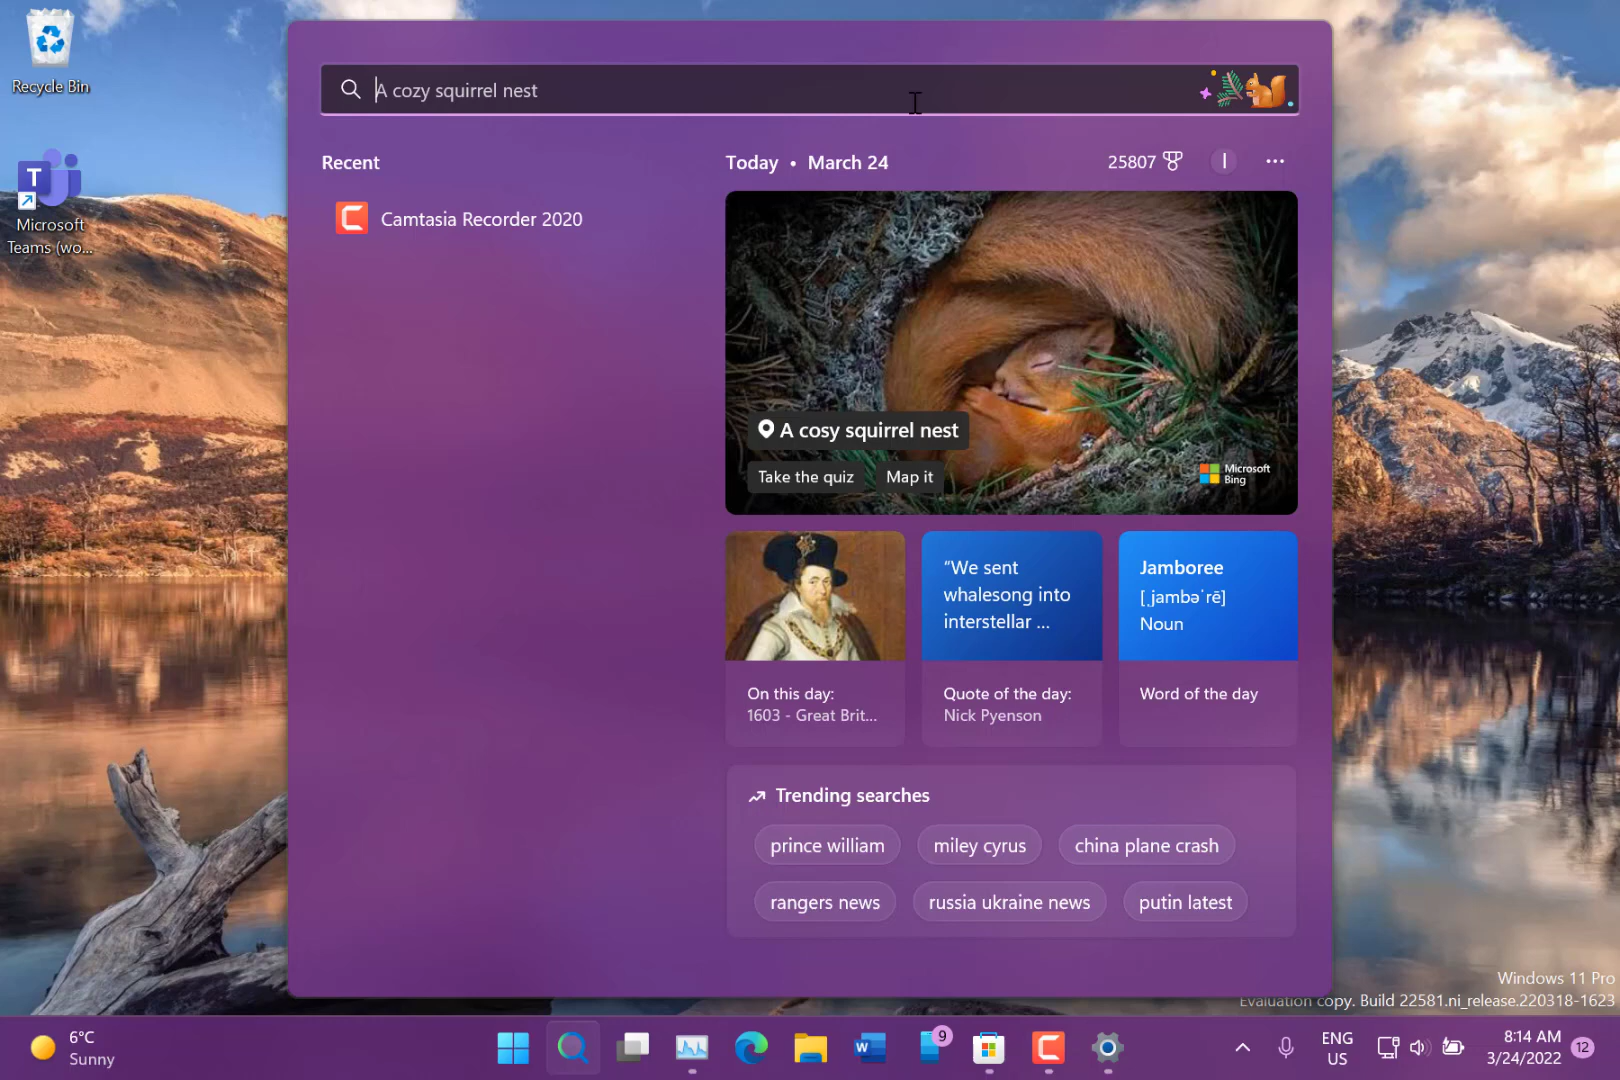 Recycle Bin
T
Microsoft
Teams (wo...
A cozy squirrel nest
Recent
Camtasia Recorder 2020
Today • March 24
25807
I
A cosy squirrel nest
Take the quiz
Map it
Microsoft
Bing
On this day:
1603 - Great Brit...
“We sent
whalesong into
interstellar ...
Quote of the day:
Nick Pyenson
Jamboree
[ˌjambəˈrē]
Noun
Word of the day
Trending searches
prince william
miley cyrus
china plane crash
rangers news
russia ukraine news
putin latest
Windows 11 Pro
Evaluation copy. Build 22581.ni_release.220318-1623
6°C
Sunny
W
9
ENG
US
8:14 AM
3/24/2022
12